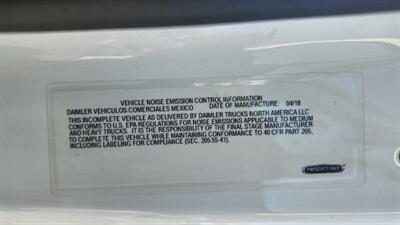 VEHICLE NOISE EMISSION CONTROL INFORMATION
DAIMLER VEHICULOS COMERCIALES MEXICO DATE OF MANUFACTURE: 04/18
THIS INCOMPLETE VEHICLE AS DELIVERED BY DAIMLER TRUCKS NORTH AMERICA LLC
CONFORMS TO U.S. EPA REGULATIONS FOR NOISE EMISSIONS APPLICABLE TO MEDIUM
AND HEAVY TRUCKS. IT IS THE RESPONSIBILITY OF THE FINAL STAGE MANUFACTURER
TO COMPLETE THIS VEHICLE WHILE MAINTAINING CONFORMANCE TO 40 CFR PART 205,
INCLUDING LABELING FOR COMPLIANCE (SEC. 205.55-41).
FREIGHTLINER